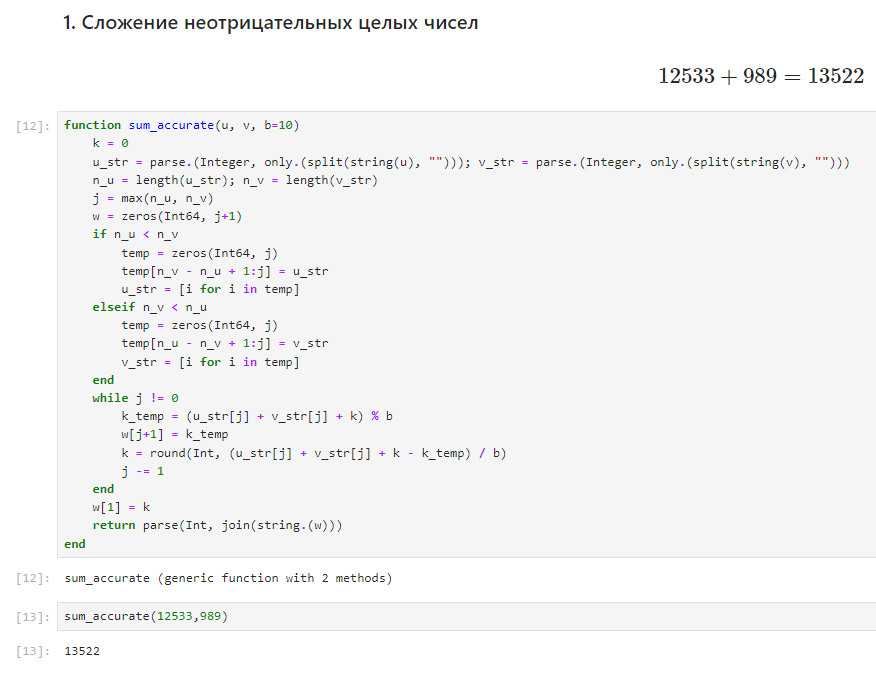 1. Сложение неотрицательных целых чисел
12533 + 989 = 13522
[12]: function sum_accurate(u, v, b=10)
    k = 0
    u_str = parse.(Integer, only.(split(string(u), ""))); v_str = parse.(Integer, only.(split(string(v), "")))
    n_u = length(u_str); n_v = length(v_str)
    j = max(n_u, n_v)
    w = zeros(Int64, j+1)
    if n_u < n_v
        temp = zeros(Int64, j)
        temp[n_v - n_u + 1:j] = u_str
        u_str = [i for i in temp]
    elseif n_v < n_u
        temp = zeros(Int64, j)
        temp[n_u - n_v + 1:j] = v_str
        v_str = [i for i in temp]
    end
    while j != 0
        k_temp = (u_str[j] + v_str[j] + k) % b
        w[j+1] = k_temp
        k = round(Int, (u_str[j] + v_str[j] + k - k_temp) / b)
        j -= 1
    end
    w[1] = k
    return parse(Int, join(string.(w)))
end
[12]: sum_accurate (generic function with 2 methods)
[13]: sum_accurate(12533,989)
[13]: 13522